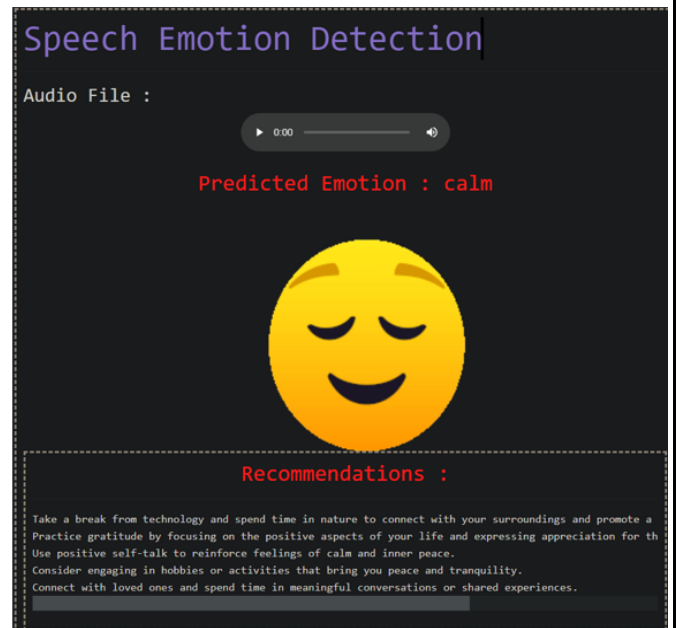 Speech Emotion Detection
Audio File :
0:00
Predicted Emotion : calm
Recommendations :
Take a break from technology and spend time in nature to connect with your surroundings and promote a
Practice gratitude by focusing on the positive aspects of your life and expressing appreciation for th
Use positive self-talk to reinforce feelings of calm and inner peace.
Consider engaging in hobbies or activities that bring you peace and tranquility.
Connect with loved ones and spend time in meaningful conversations or shared experiences.